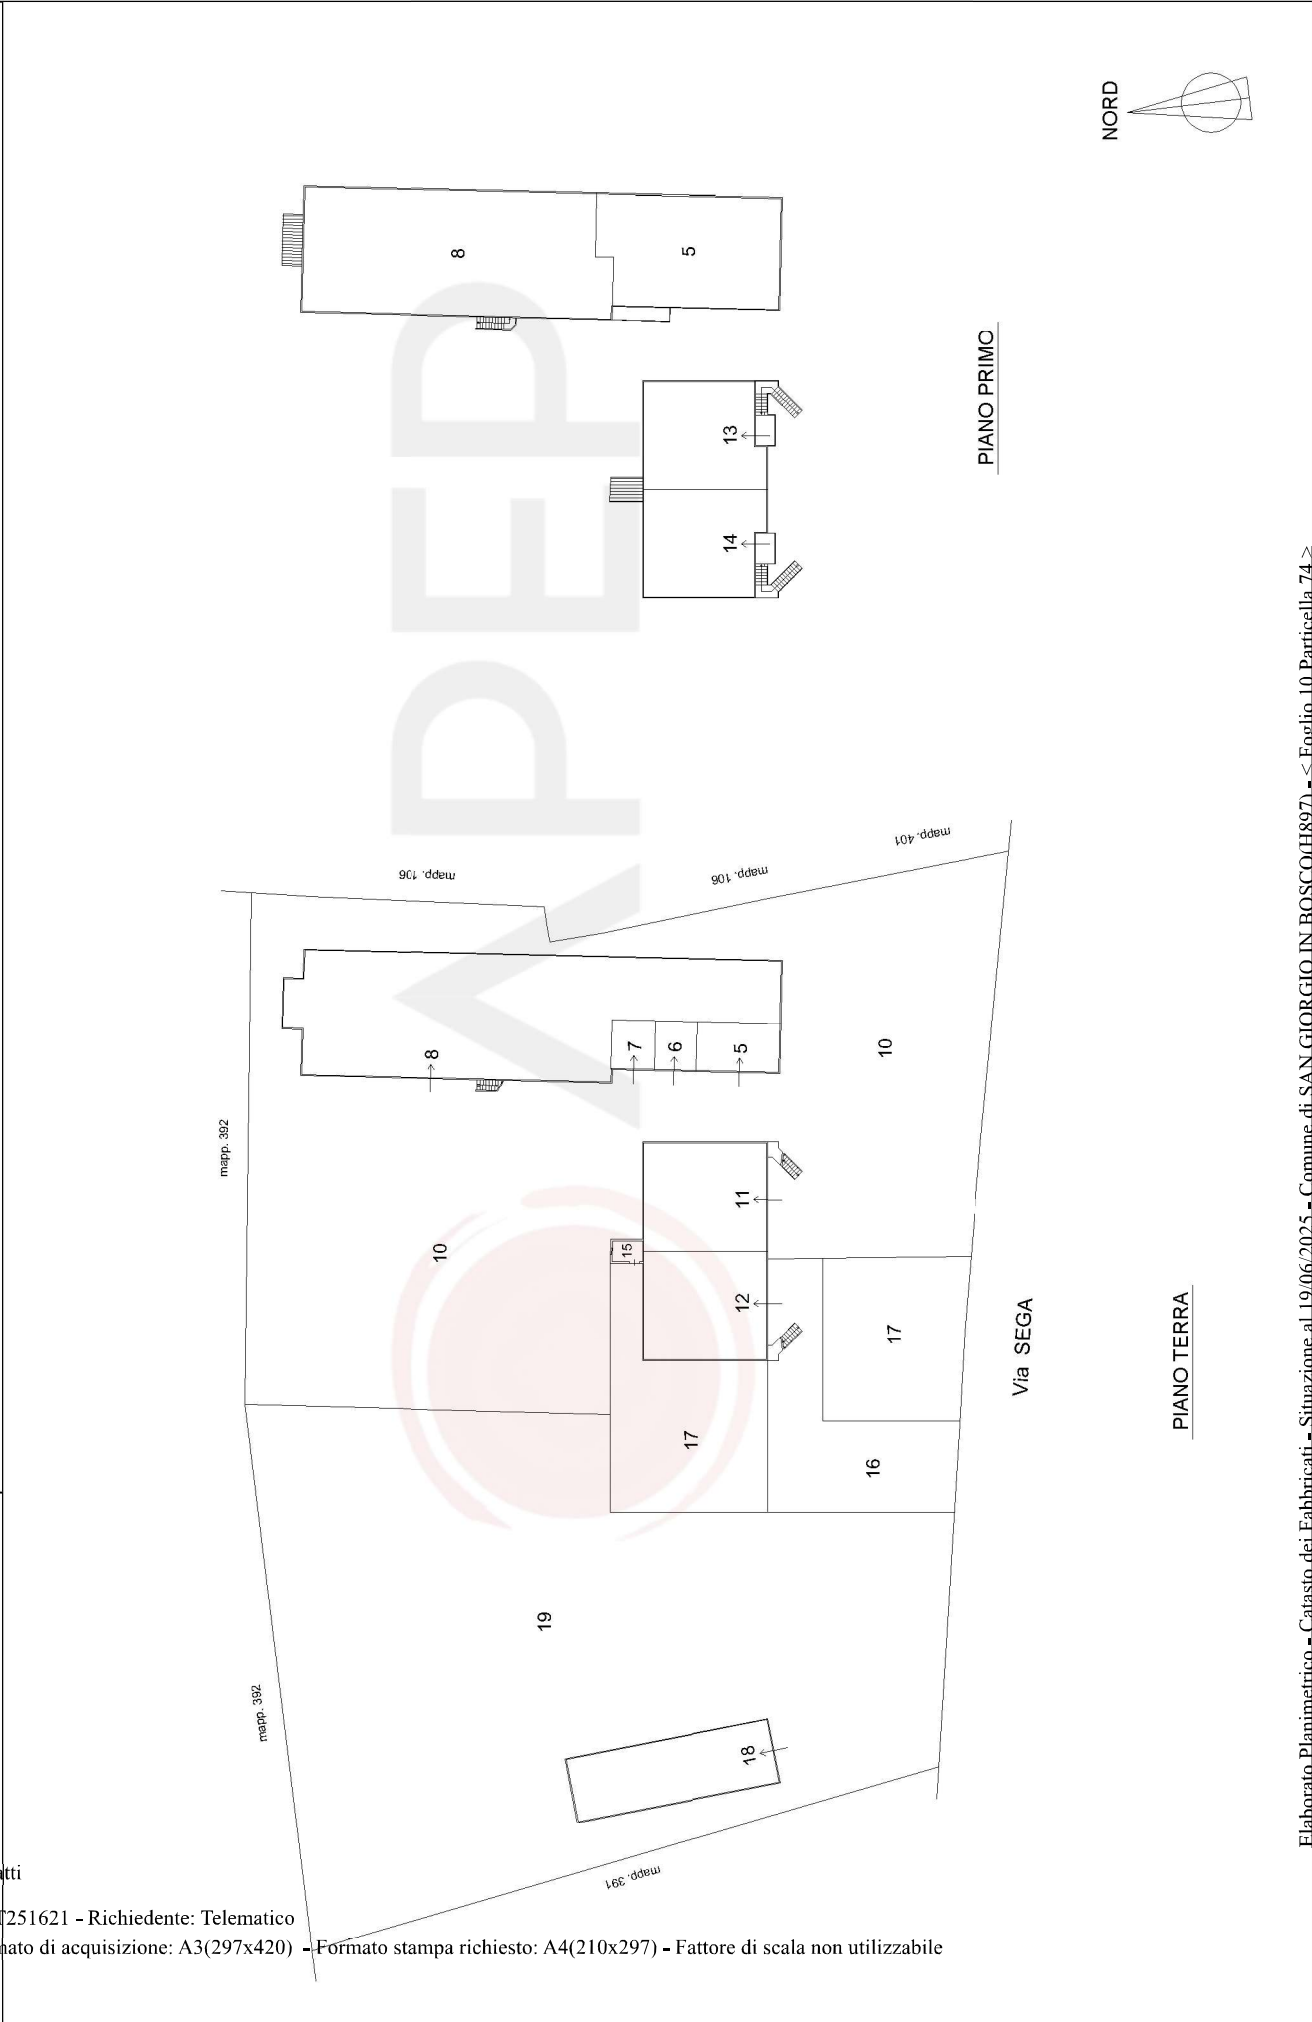 NORD
8
5
13
14
PIANO PRIMO
mapp. 106
mapp. 106
mapp. 401
8
7
6
5
10
mapp. 392
10
15
11
12
17
17
16
Via SEGA
PIANO TERRA
19
18
mapp. 392
mapp. 391
APEP
Elaborato Planimetrico - Catasto dei Fabbricati - Situazione al 19/06/2025 - Comune di SAN GIORGIO IN BOSCO(H897) - < Foglio 10 Particella 74 >
T251621 - Richiedente: Telematico
di acquisizione: A3(297x420) - Formato stampa richiesto: A4(210x297) - Fattore di scala non utilizzabile